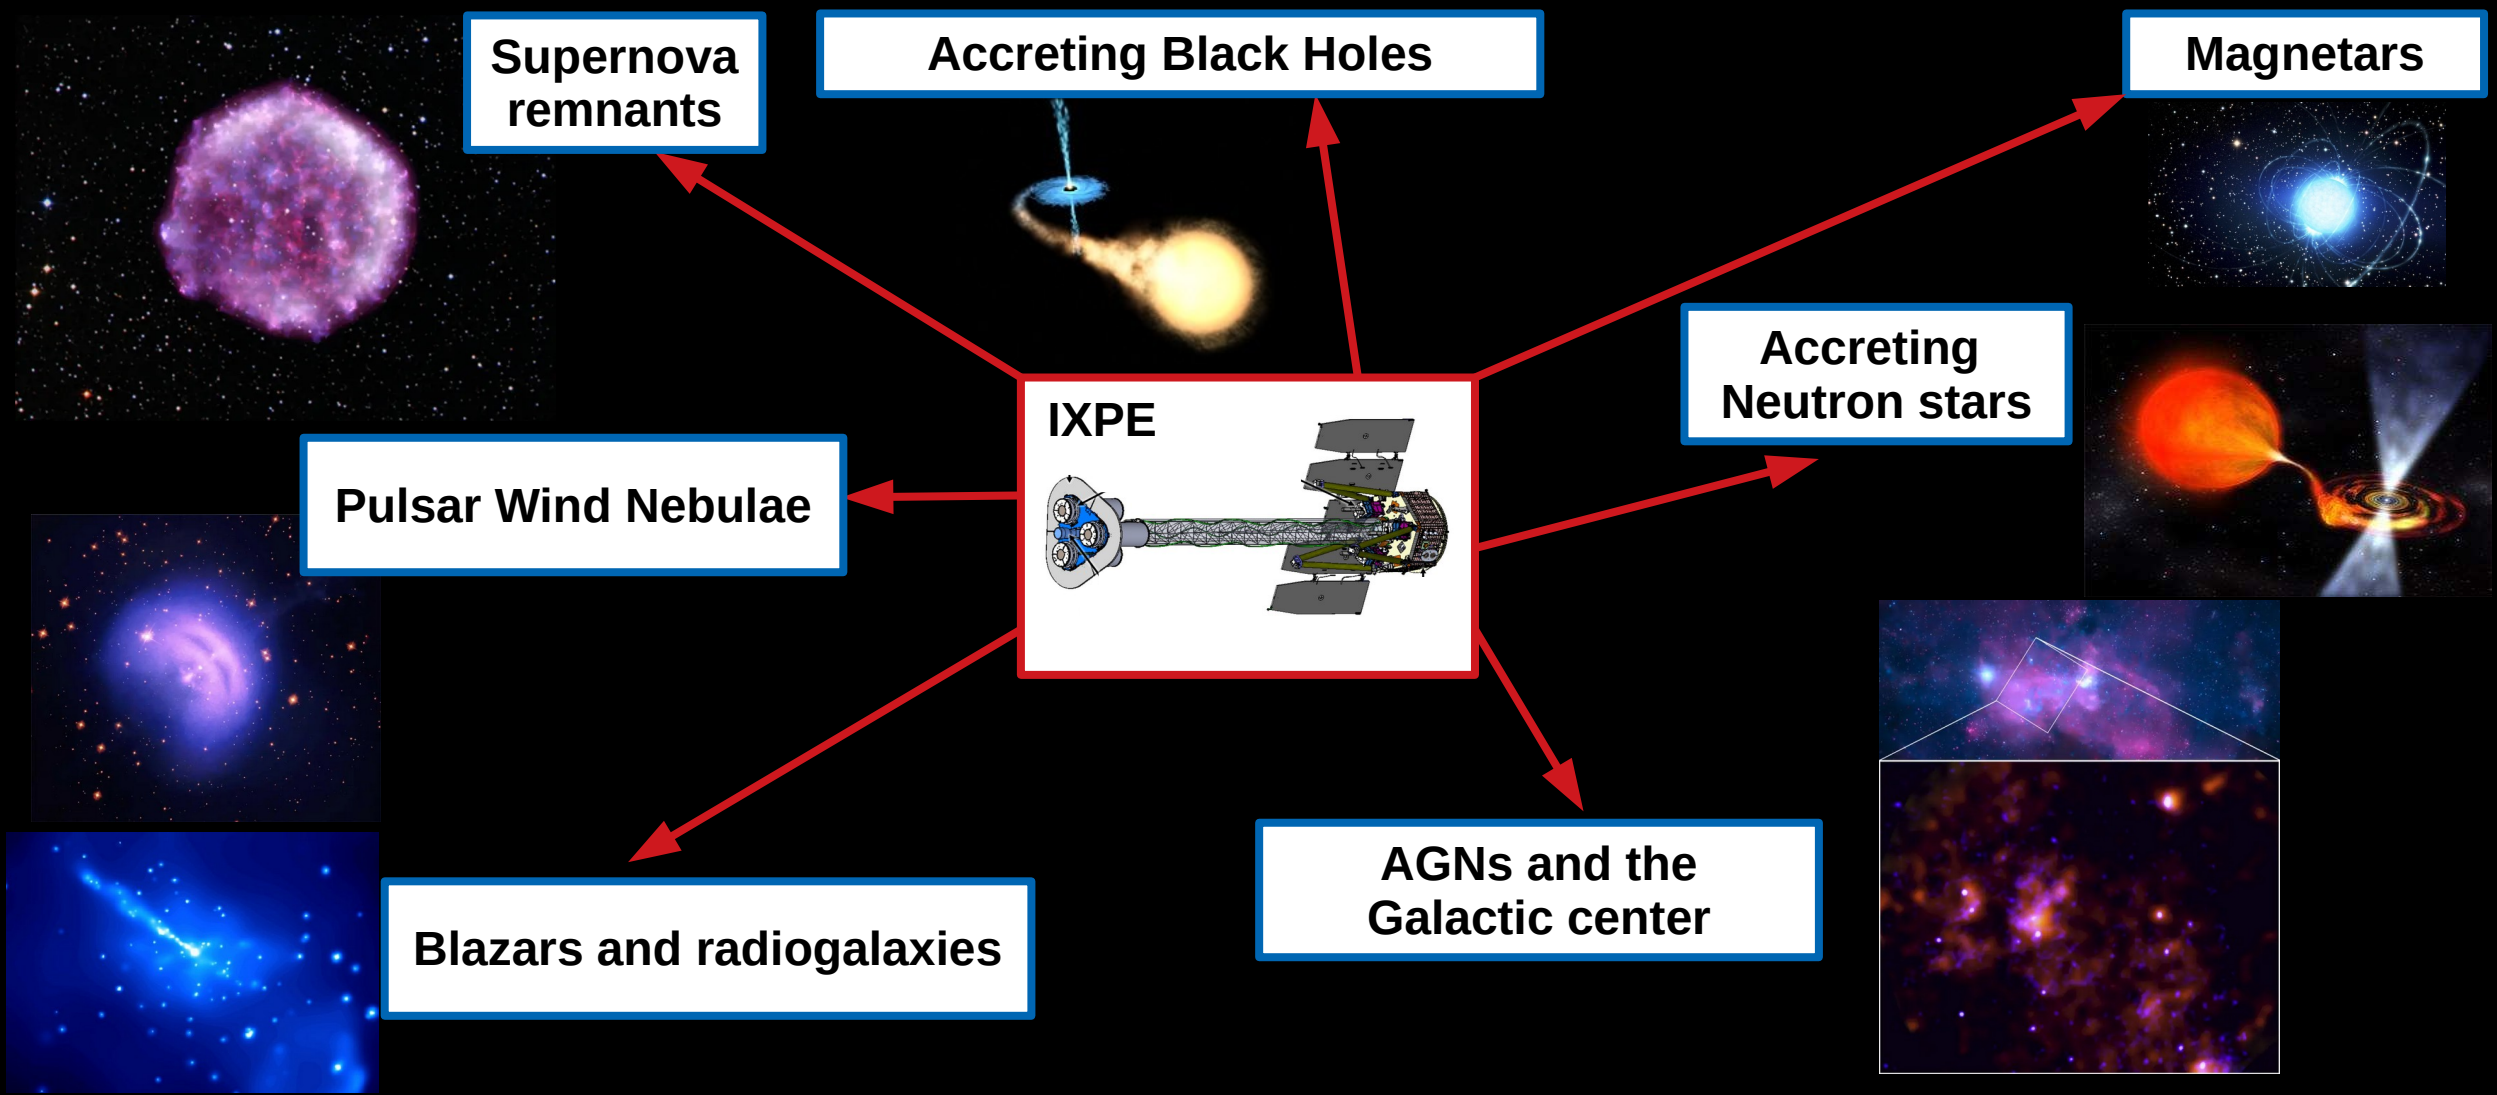 Supernova
remnants
Accreting Black Holes
Magnetars
Accreting
Neutron stars
IXPE
Pulsar Wind Nebulae
AGNs and the
Galactic center
Blazars and radiogalaxies